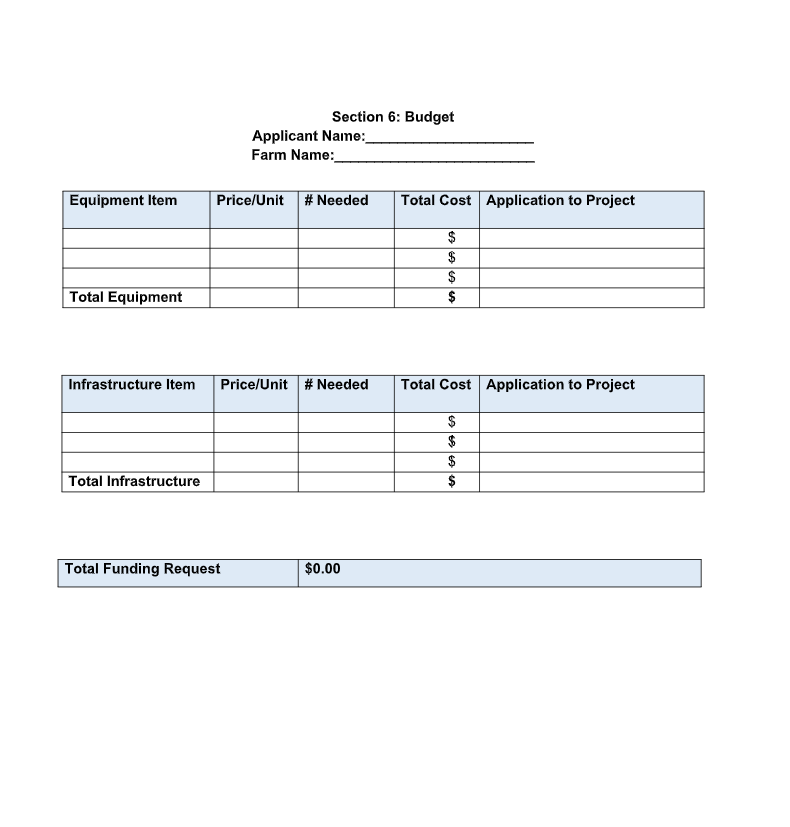 Section 6: Budget
Applicant Name:_____________________
Farm Name:_________________________
Equipment Item Price/Unit # Needed Total Cost Application to Project
$
$
$
Total Equipment $
Infrastructure Item Price/Unit # Needed Total Cost Application to Project
$
$
$
Total Infrastructure $
Total Funding Request $0.00